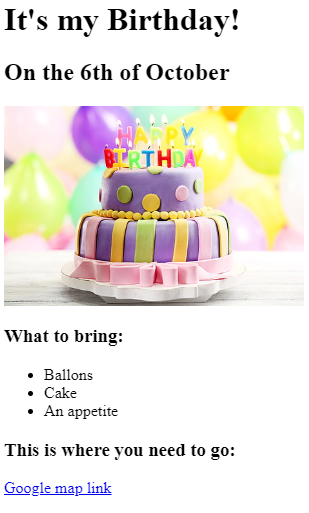 It's my Birthday!
On the 6th of October
HAPPY
BIRTHDAY
What to bring:
Ballons
Cake
An appetite
This is where you need to go:
Google map link